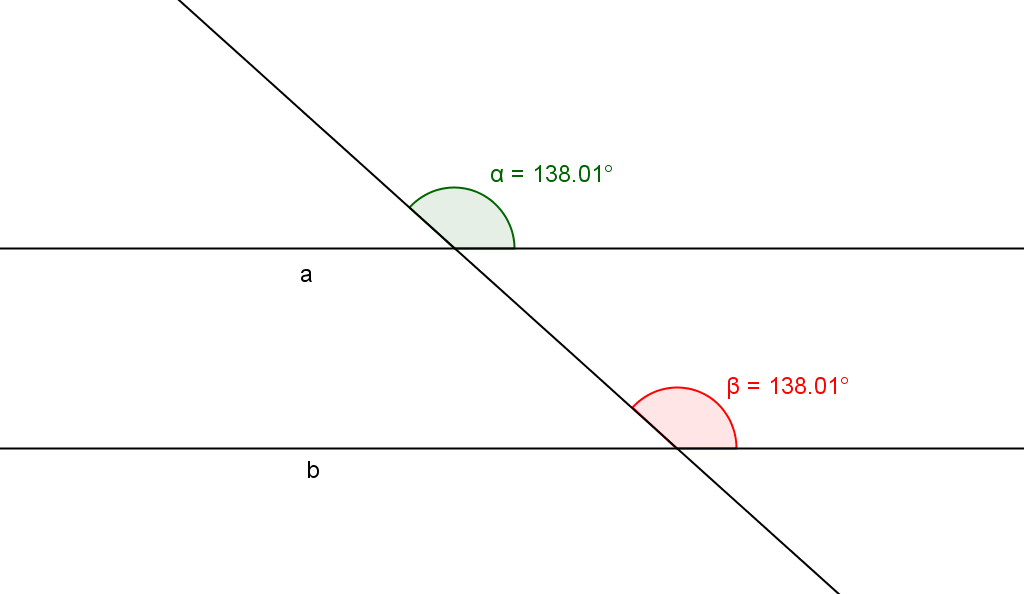 α = 138.01°
a
β = 138.01°
b